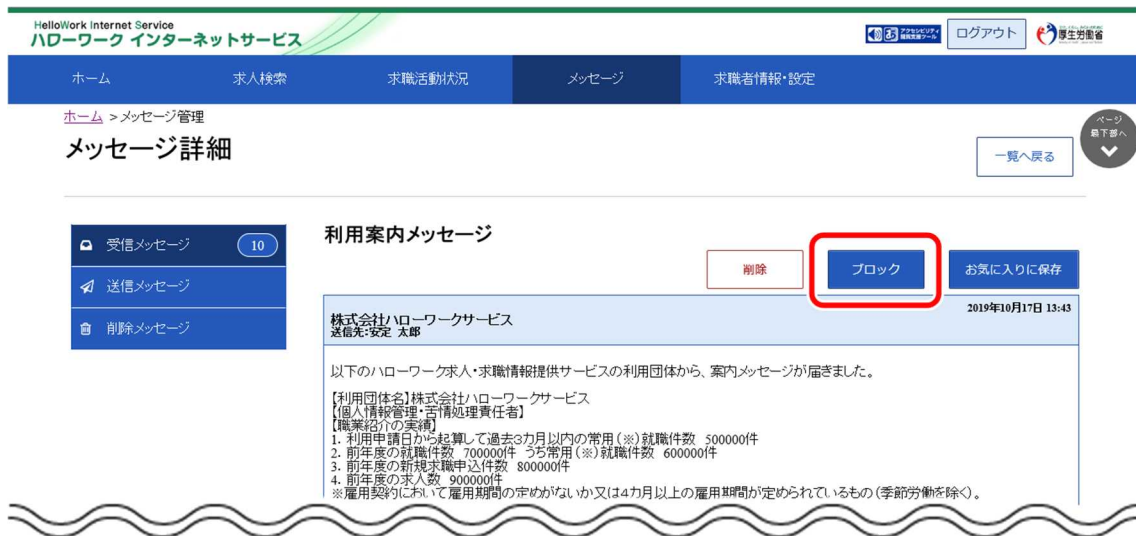 HelloWork Internet Service
ハローワーク インターネットサービス
アクセシビリティ
閲覧支援ツール
ログアウト
厚生労働省
ホーム
求人検索
求職活動状況
メッセージ
求職者情報・設定
ホーム >メッセージ管理
ページ
最下部へ
メッセージ詳細
一覧へ戻る
受信メッセージ 10
送信メッセージ
削除メッセージ
利用案内メッセージ
削除
ブロック
お気に入りに保存
株式会社ハローワークサービス
2019年10月17日 13:43
送信先:安定 太郎
以下のハローワーク求人・求職情報提供サービスの利用団体から、案内メッセージが届きました。
【利用団体名】株式会社ハローワークサービス
【個人情報管理・苦情処理責任者】
【職業紹介の実績】
1. 利用申請日から起算して過去3カ月以内の常用(※)就職件数 500000件
2. 前年度の就職件数 700000件 うち常用(※)就職件数 600000件
3. 前年度の新規求職申込件数 800000件
4. 前年度の求人数 900000件
※雇用契約において雇用期間の定めがないか又は4カ月以上の雇用期間が定められているもの(季節労働を除く)。